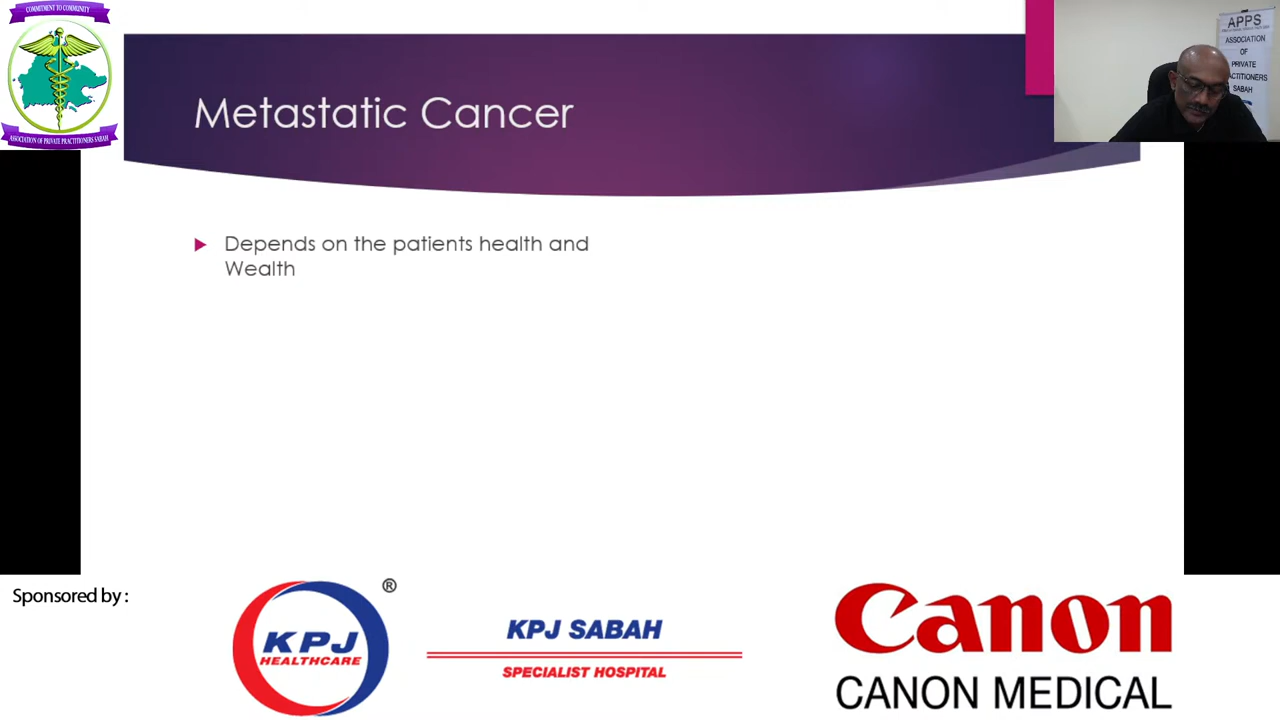 COMMITMENT TO COMMUNITY
ASSOCIATION OF PRIVATE PRACTITIONERS SABAH
Metastatic Cancer
APPS
ASSOCIATION
OF
PRIVATE
SABAH
Depends on the patients health and
Wealth
Sponsored by :
KPJ
HEALTHCARE
®
KPJ SABAH
SPECIALIST HOSPITAL
Canon
CANON MEDICAL